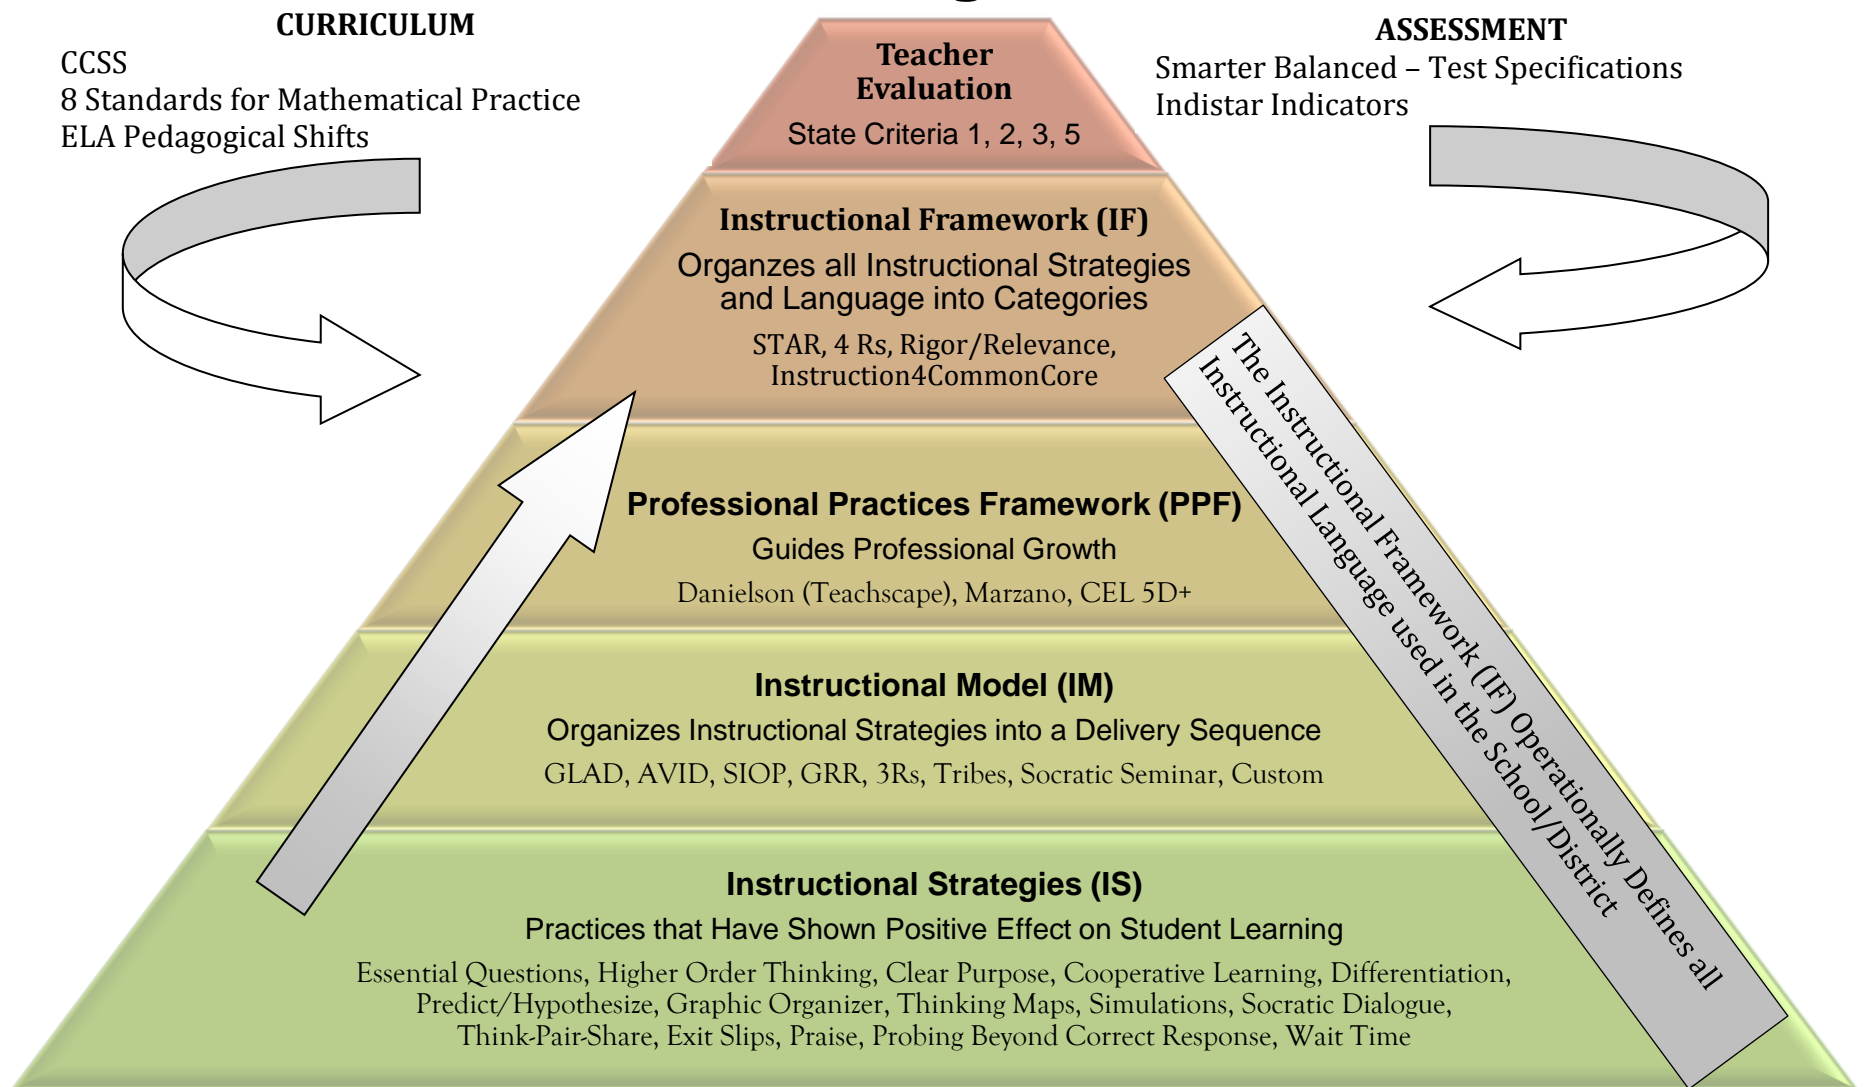 CURRICULUM
CCSS
8 Standards for Mathematical Practice
ELA Pedagogical Shifts
ASSESSMENT
Smarter Balanced – Test Specifications
Indistar Indicators
Teacher
Evaluation
State Criteria 1, 2, 3, 5
Instructional Framework (IF)
Organzes all Instructional Strategies
and Language into Categories
STAR, 4 Rs, Rigor/Relevance,
Instruction4CommonCore
The Instructional Framework (IF) Operationally Defines all
Instructional Language used in the School/District
Professional Practices Framework (PPF)
Guides Professional Growth
Danielson (Teachscape), Marzano, CEL 5D+
Instructional Model (IM)
Organizes Instructional Strategies into a Delivery Sequence
GLAD, AVID, SIOP, GRR, 3Rs, Tribes, Socratic Seminar, Custom
Instructional Strategies (IS)
Practices that Have Shown Positive Effect on Student Learning
Essential Questions, Higher Order Thinking, Clear Purpose, Cooperative Learning, Differentiation,
Predict/Hypothesize, Graphic Organizer, Thinking Maps, Simulations, Socratic Dialogue,
Think-Pair-Share, Exit Slips, Praise, Probing Beyond Correct Response, Wait Time